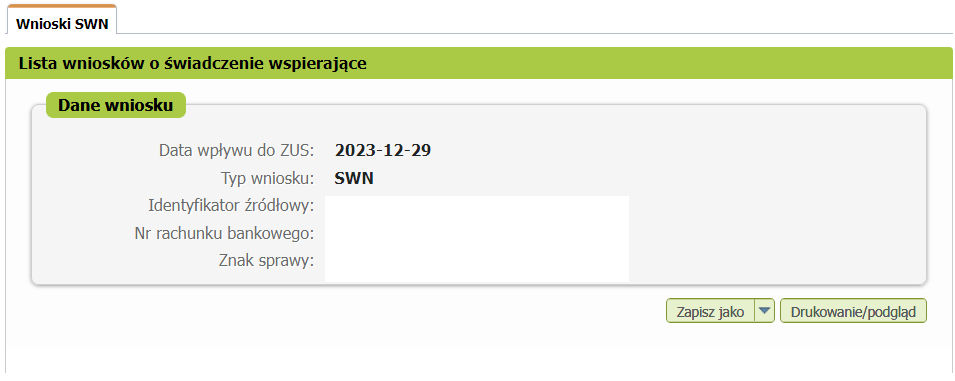 Wnioski SWN
Lista wniosków o świadczenie wspierające
Dane wniosku
Data wpływu do ZUS: 2023-12-29
Typ wniosku: SWN
Identyfikator źródłowy:
Nr rachunku bankowego:
Znak sprawy:
Zapisz jako Drukowanie/podgląd